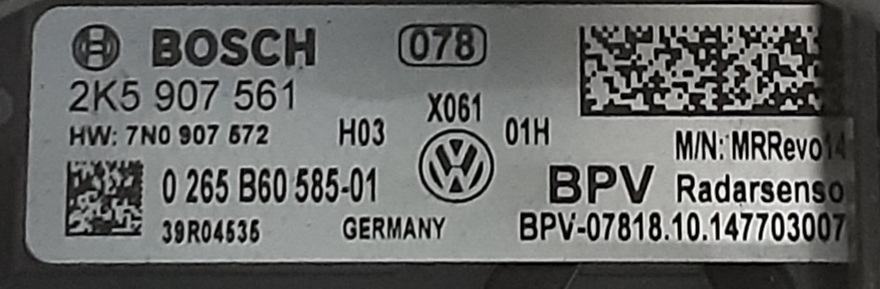 BOSCH 078
2K5 907 561 X061
HW: 7N0 907 572 H03 01H
M/N: MRRevo14
0 265 B60 585-01 BPV Radarsenso
39R04535 GERMANY BPV-07818.10.147703007